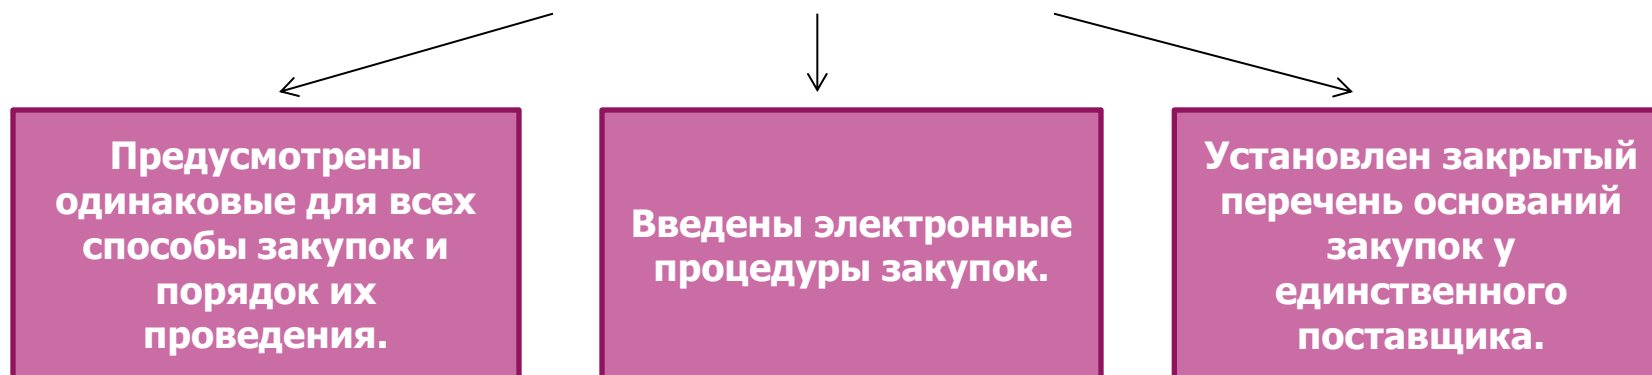 Предусмотрены
одинаковые для всех
способы закупок и
порядок их
проведения.
Введены электронные
процедуры закупок.
Установлен закрытый
перечень оснований
закупок у
единственного
поставщика.